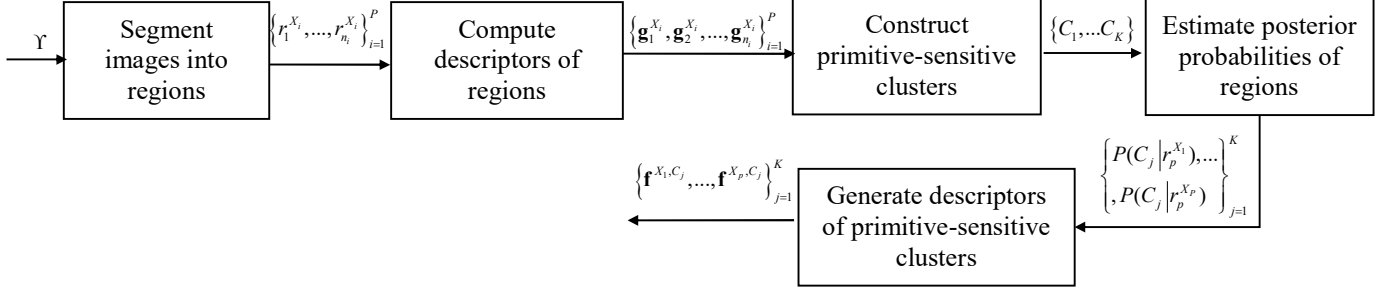 ϒ
Segment
images into
regions
{r_1^{X_i},...,r_{n_i}^{X_i}}_{i=1}^P
Compute
descriptors of
regions
{g_1^{X_i},g_2^{X_i},...,g_{n_i}^{X_i}}_{i=1}^P
Construct
primitive-sensitive
clusters
{C_1,...C_K}
Estimate posterior
probabilities of
regions
{P(C_j|r_p^{X_1}),...
,P(C_j|r_p^{X_P})}_{j=1}^K
Generate descriptors
of primitive-sensitive
clusters
{f^{X_1,C_j},...,f^{X_p,C_j}}_{j=1}^K